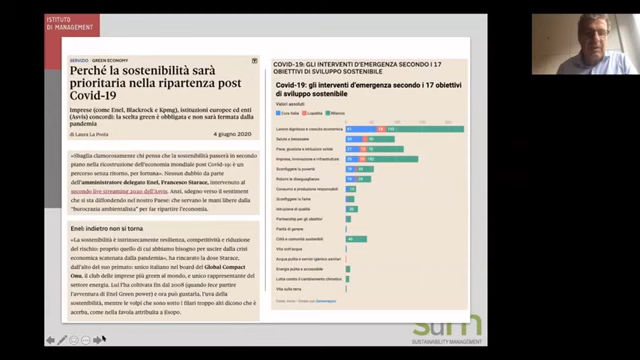 ISTITUTO
DI MANAGEMENT
SERVIZIO · GREEN ECONOMY
Perché la sostenibilità sarà
prioritaria nella ripartenza post
Covid-19
Imprese (come Enel, Blackrock e Kpmg), istituzioni europee ed enti
(Asvis) concordi: la scelta green è obbligata e non sarà fermata dalla
pandemia
di Laura La Posta
4 giugno 2020
«Sbaglia clamorosamente chi pensa che la sostenibilità passerà in secondo
piano nella ricostruzione dell'economia mondiale post Covid-19: è un
percorso senza ritorno, per fortuna». Nessun dubbio da parte
dell'amministratore delegato Enel, Francesco Starace, intervenuto al
secondo live streaming 2020 dell'Asvis. Anzi, sdegno verso il sentimento
che si sta diffondendo nel nostro Paese: che servano le mani libere dalla
"burocrazia ambientalista" per far ripartire l'economia.
Enel: indietro non si torna
«La sostenibilità è intrinsecamente resilienza, competitività e riduzione
del rischio: proprio quello di cui abbiamo bisogno per uscire dalla crisi
economica scatenata dalla pandemia», ha rincarato la dose Starace,
dall'alto del suo primato: unico italiano nel board del Global Compact
Onu, il club delle imprese più green al mondo, e unico rappresentante del
settore energia. Lui l'ha coltivata fin dal 2008 (quando fece partire
l'avventura di Enel Green power) e ora può gustarla, l'uva della
sostenibilità, mentre le volpi che sono sotto i filari troppo alti dicono che è
acerba, come nella favola attribuita a Esopo.
COVID-19: GLI INTERVENTI D'EMERGENZA SECONDO I 17
OBIETTIVI DI SVILUPPO SOSTENIBILE
Covid-19: gli interventi d'emergenza secondo i 17 obiettivi
di sviluppo sostenibile
Valori assoluti
Cura Italia Liquidità Rilancio
Lavoro dignitoso e crescita economica
Salute e benessere
Pace, giustizia e istituzioni solide
Imprese, innovazione e infrastrutture
Sconfiggere la povertà
Ridurre le disuguaglianze
Consumo e produzione responsabili
Sconfiggere la fame
Istruzione di qualità
Partnership per gli obiettivi
Parità di genere
Città e comunità sostenibili
Vita sott'acqua
Acqua pulita e servizi igienico sanitari
Energia pulita e accessibile
Lotta contro il cambiamento climatico
Vita sulla terra
sum
SUSTAINABILITY MANAGEMENT